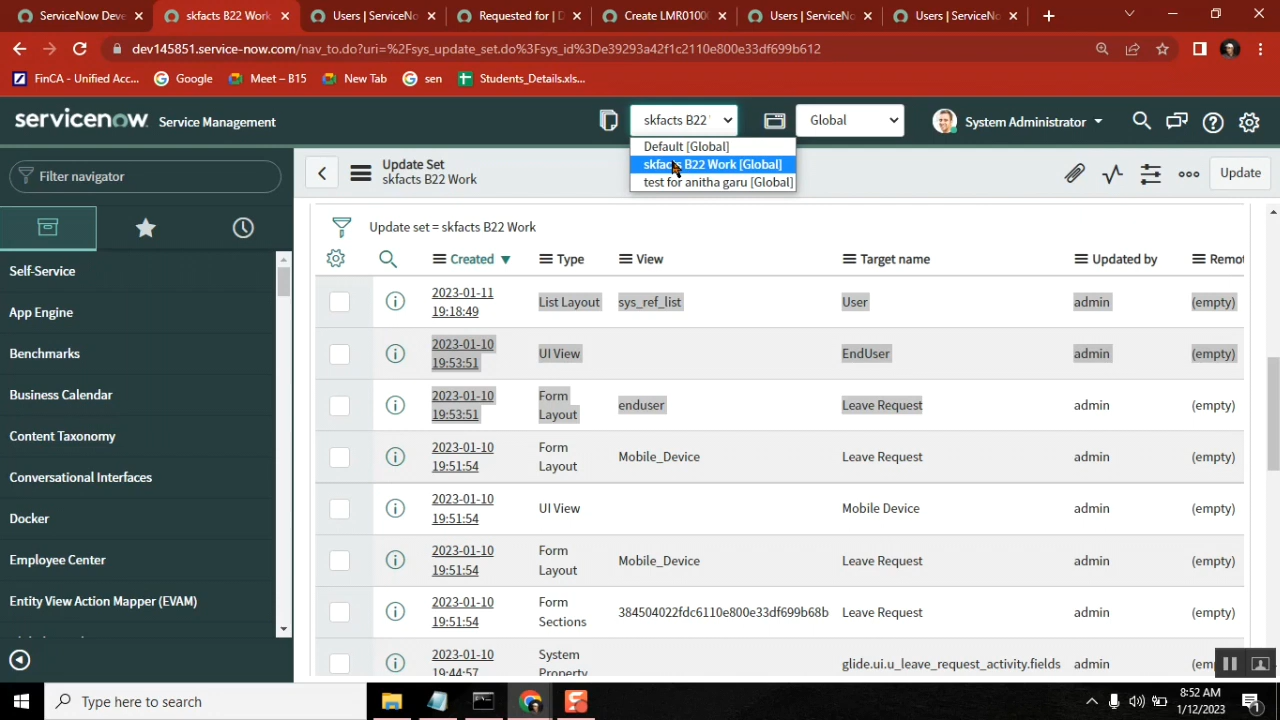 ServiceNow Deve
skfacts B22 Work
Users | ServiceNo
Requested for | D
Create LMR0100
Users | ServiceN
Users | ServiceNo
dev145851.service-now.com/nav_to.do?uri=%2Fsys_update_set.do%3Fsys_id%3De39293a42f1c2110e800e33df699b612
FinCA - Unified Acc...
Google
Meet – B15
New Tab
sen
Students_Details.xls...
servicenow
Service Management
skfacts B22
Global
System Administrator
Default [Global]
skfacts B22 Work [Global]
test for anitha garu [Global]
Filter navigator
Update Set
skfacts B22 Work
Update
Self-Service
App Engine
Benchmarks
Business Calendar
Content Taxonomy
Conversational Interfaces
Docker
Employee Center
Entity View Action Mapper (EVAM)
Update set = skfacts B22 Work
Created Type View Target name Updated by Remot
2023-01-11
19:18:49
List Layout sys_ref_list User admin (empty)
2023-01-10
19:53:51
UI View EndUser admin (empty)
2023-01-10
19:53:51
Form
Layout
enduser Leave Request admin (empty)
2023-01-10
19:51:54
Form
Layout
Mobile_Device Leave Request admin (empty)
2023-01-10
19:51:54
UI View Mobile Device admin (empty)
2023-01-10
19:51:54
Form
Layout
Mobile_Device Leave Request admin (empty)
2023-01-10
19:51:54
Form
Sections
384504022fdc6110e800e33df699b68b Leave Request admin (empty)
2023-01-10
19:44:57
System
Property
glide.ui.u_leave_request_activity.fields admin (em
Type here to search
8:52 AM
1/12/2023
1